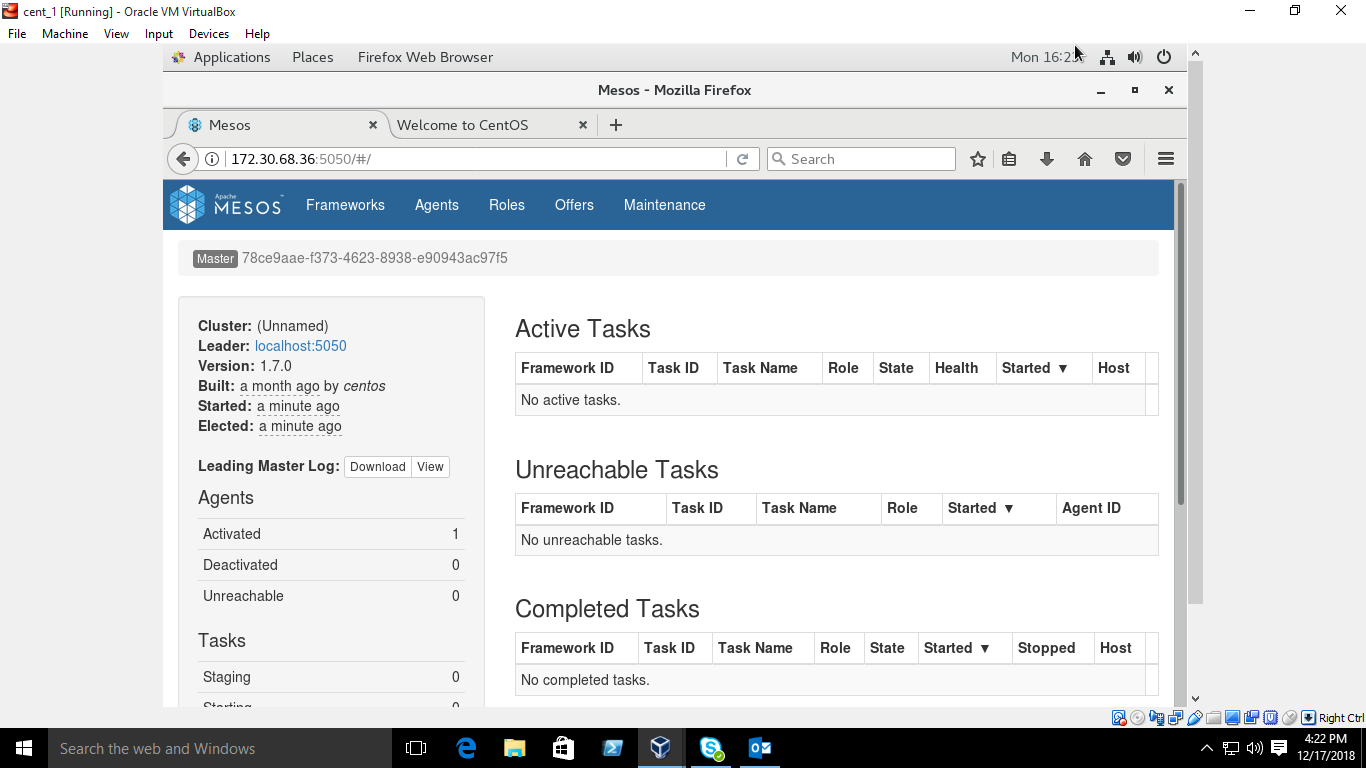 cent_1 [Running] - Oracle VM VirtualBox
File Machine View Input Devices Help
Applications Places Firefox Web Browser Mon
Mesos - Mozilla Firefox
Mesos Welcome to CentOS
172.30.68.36:5050/#/ Search
Apache
MESOS™ Frameworks Agents Roles Offers Maintenance
Master 78ce9aae-f373-4623-8938-e90943ac97f5
Cluster: (Unnamed)
Leader: localhost:5050
Version: 1.7.0
Built: a month ago by centos
Started: a minute ago
Elected: a minute ago
Leading Master Log: Download View
Agents
Activated 1
Deactivated 0
Unreachable 0
Tasks
Staging 0
Starting 0
Active Tasks
Framework ID Task ID Task Name Role State Health Started ▼ Host
No active tasks.
Unreachable Tasks
Framework ID Task ID Task Name Role Started ▼ Agent ID
No unreachable tasks.
Completed Tasks
Framework ID Task ID Task Name Role State Started ▼ Stopped Host
No completed tasks.
Right Ctrl
Search the web and Windows
4:22 PM
12/17/2018